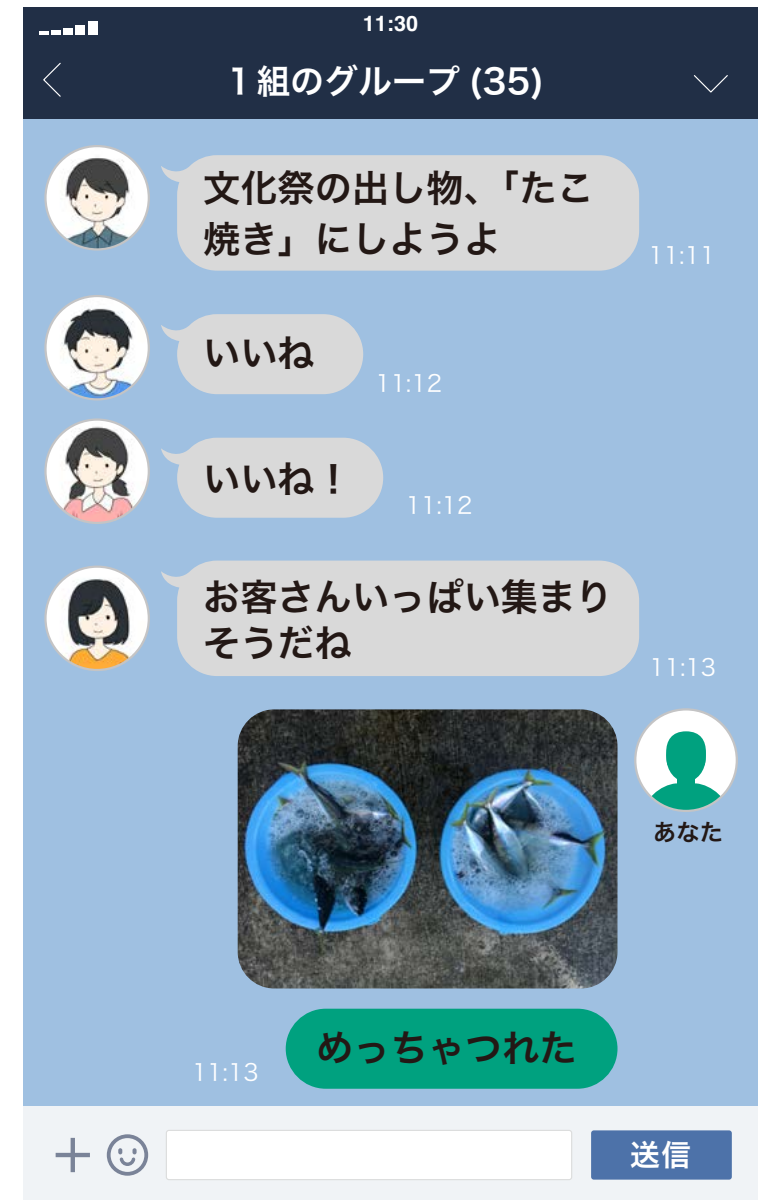 11:30
1組のグループ (35)
文化祭の出し物、「たこ
焼き」にしようよ
11:11
いいね
11:12
いいね！
11:12
お客さんいっぱい集まり
そうだね
11:13
あなた
めっちゃつれた
11:13
送信